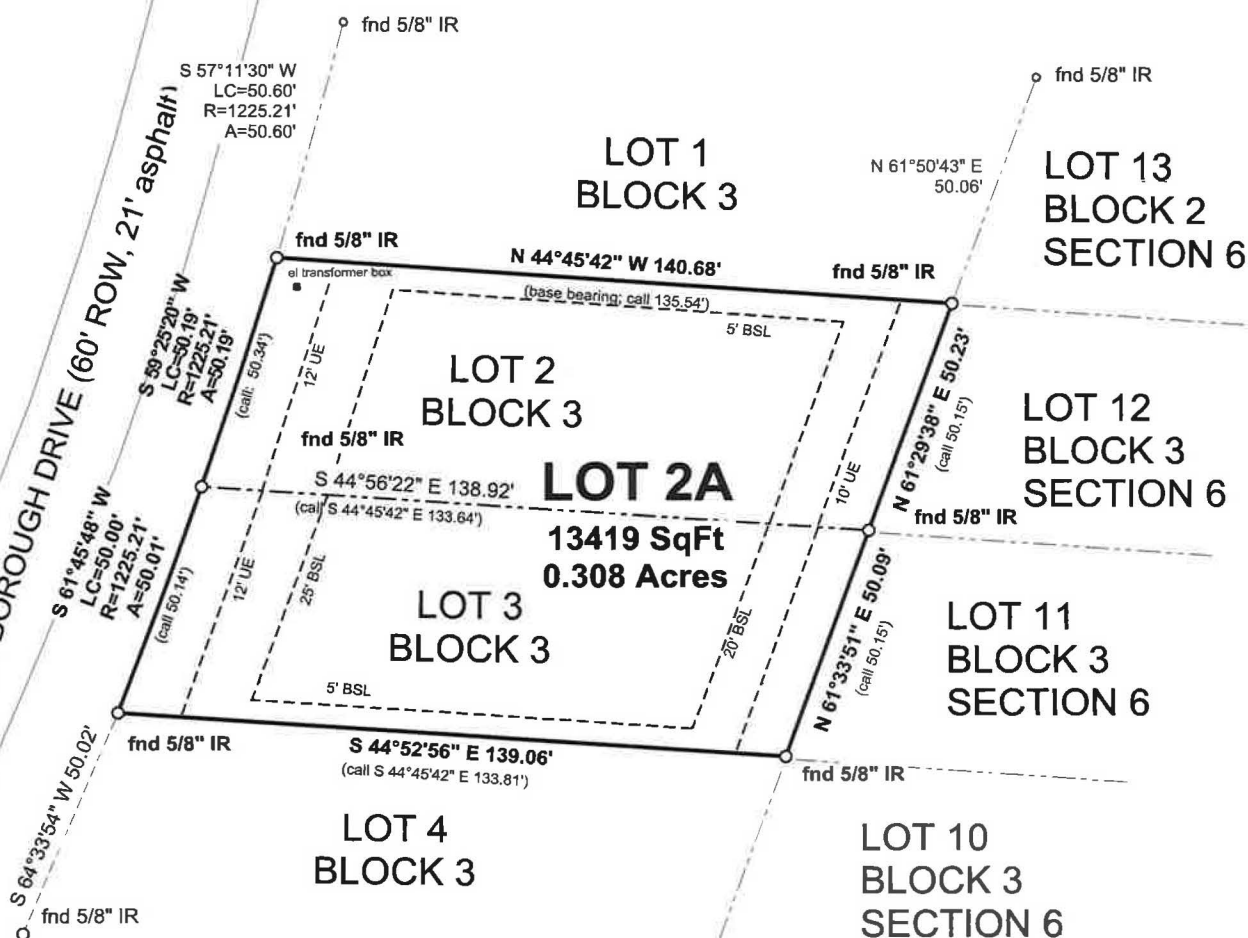 fnd 5/8" IR
S 57°11'30" W
LC=50.60'
R=1225.21'
A=50.60'
fnd 5/8" IR
LOT 1
BLOCK 3
N 61°50'43" E
50.06'
LOT 13
BLOCK 2
SECTION 6
BOROUGH DRIVE (60' ROW, 21' asphalt)
fnd 5/8" IR
N 44°45'42" W 140.68'
(base bearing; call 135.54')
fnd 5/8" IR
el transformer box
5' BSL
S 59°25'20" W
LC=50.19'
R=1225.21'
A=50.19'
(call: 50.34')
12' UE
LOT 2
BLOCK 3
N 61°29'38" E 50.23'
(call 50.15')
LOT 12
BLOCK 3
SECTION 6
fnd 5/8" IR
S 44°56'22" E 138.92'
(call S 44°45'42" E 133.64')
LOT 2A
13419 SqFt
0.308 Acres
10' UE
fnd 5/8" IR
S 61°45'48" W
LC=50.00'
R=1225.21'
A=50.01'
(call 50.14')
12' UE
25' BSL
LOT 3
BLOCK 3
5' BSL
20' BSL
N 61°33'51" E 50.09'
(call 50.15')
LOT 11
BLOCK 3
SECTION 6
fnd 5/8" IR
S 44°52'56" E 139.06'
(call S 44°45'42" E 133.81')
fnd 5/8" IR
S 64°33'54" W 50.02'
fnd 5/8" IR
LOT 4
BLOCK 3
LOT 10
BLOCK 3
SECTION 6